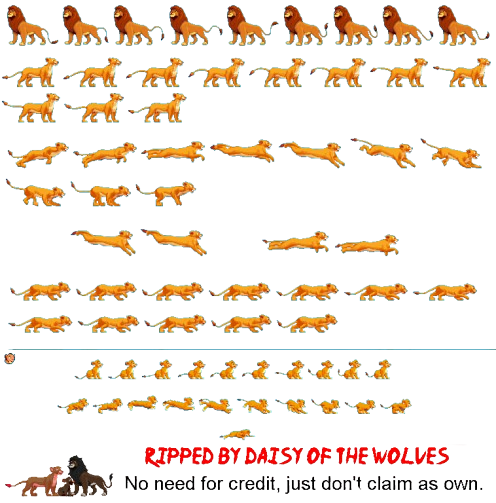 RIPPED BY DAISY OF THE WOLVES
No need for credit, just don't claim as own.